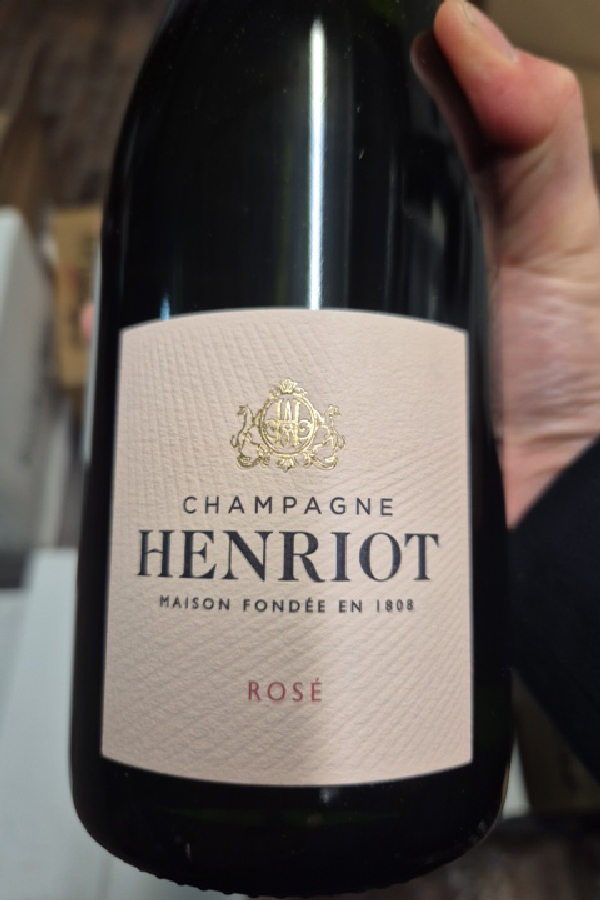 CHAMPAGNE
HENRIOT
MAISON FONDÉE EN 1808
ROSÉ